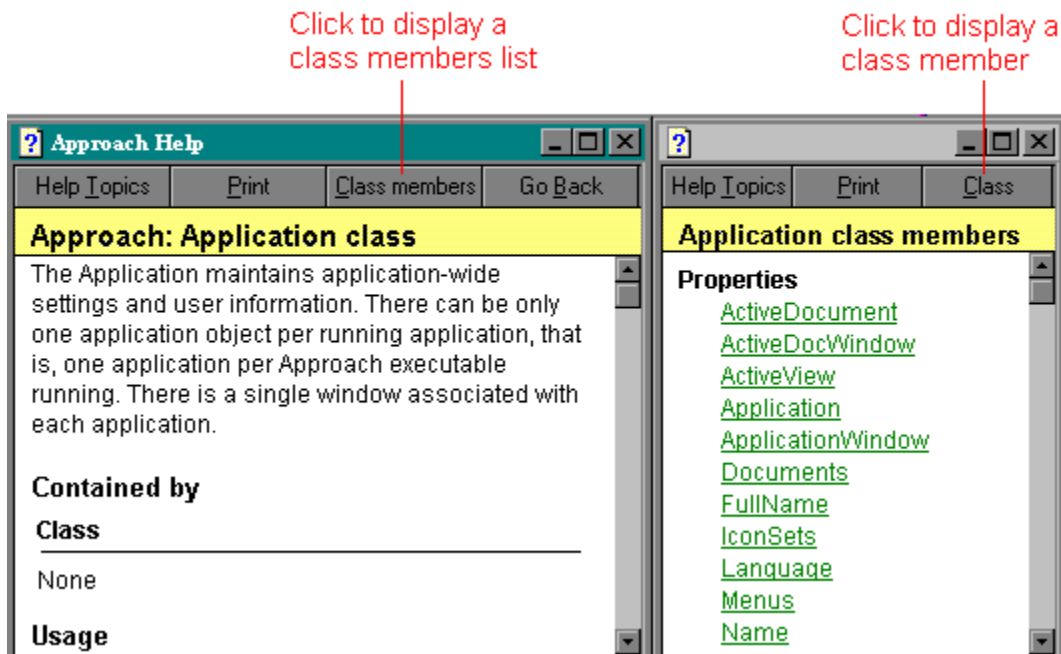 Click to display a
class members list
Click to display a
class member
Approach Help
Help Topics Print Class members Go Back
Approach: Application class
The Application maintains application-wide
settings and user information. There can be only
one application object per running application, that
is, one application per Approach executable
running. There is a single window associated with
each application.
Contained by
Class
None
Usage
Help Topics Print Class
Application class members
Properties
ActiveDocument
ActiveDocWindow
ActiveView
Application
ApplicationWindow
Documents
FullName
IconSets
Language
Menus
Name